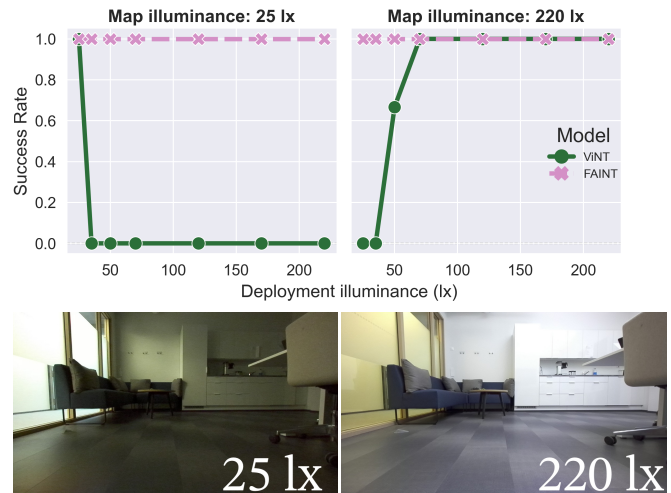 Map illuminance: 25 lx
Map illuminance: 220 lx
Success Rate
1.0
0.8
0.6
0.4
0.2
0.0
50 100 150 200
50 100 150 200
Model
ViNT
FAINT
Deployment illuminance (lx)
25 lx
220 lx